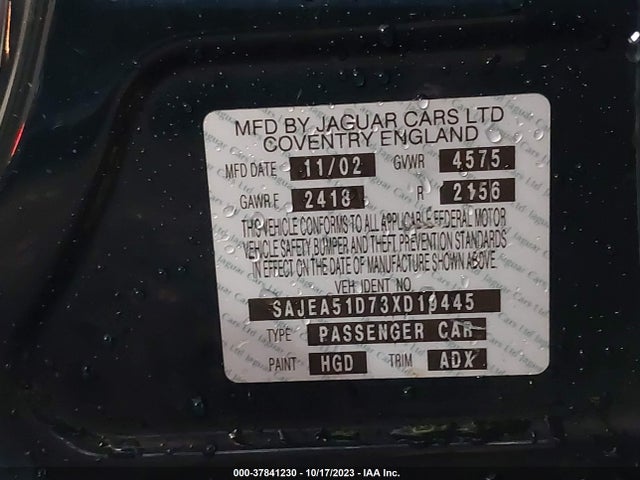 MFD BY JAGUAR CARS LTD
COVENTRY ENGLAND
MFD DATE 11/02 GVWR 4575
GAWR F 2418 R 2156
THIS VEHICLE CONFORMS TO ALL APPLICABLE FEDERAL MOTOR
VEHICLE SAFETY BUMPER AND THEFT PREVENTION STANDARDS
IN EFFECT ON THE DATE OF MANUFACTURE SHOWN ABOVE
VEH IDENT NO
SAJEA51D73XD19445
TYPE PASSENGER CAR
PAINT HGD TRIM ADX
000-37841230 - 10/17/2023 - IAA Inc.